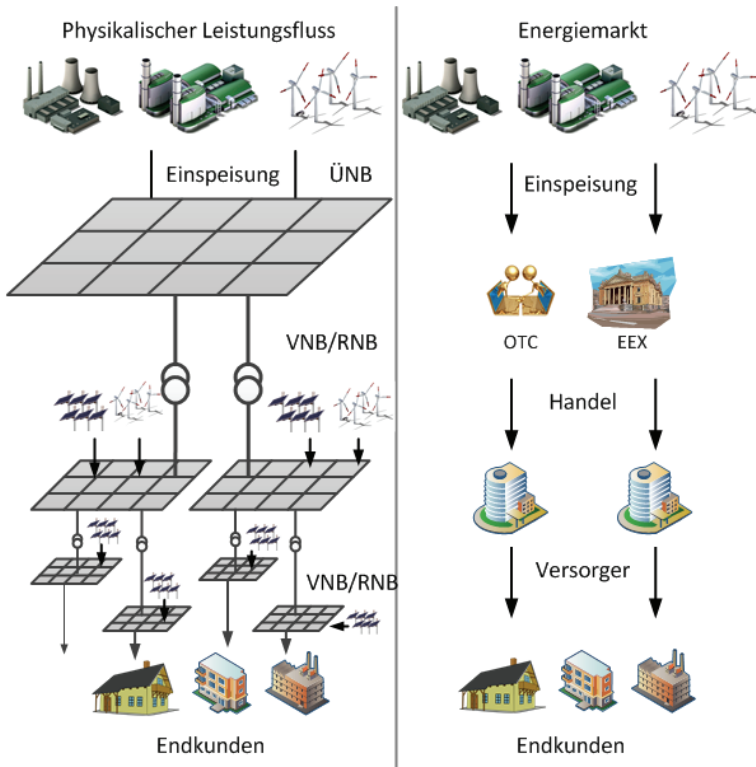 Physikalischer Leistungsfluss
Einspeisung
ÜNB
VNB/RNB
VNB/RNB
Endkunden
Energiemarkt
Einspeisung
OTC
EEX
Handel
Versorger
Endkunden